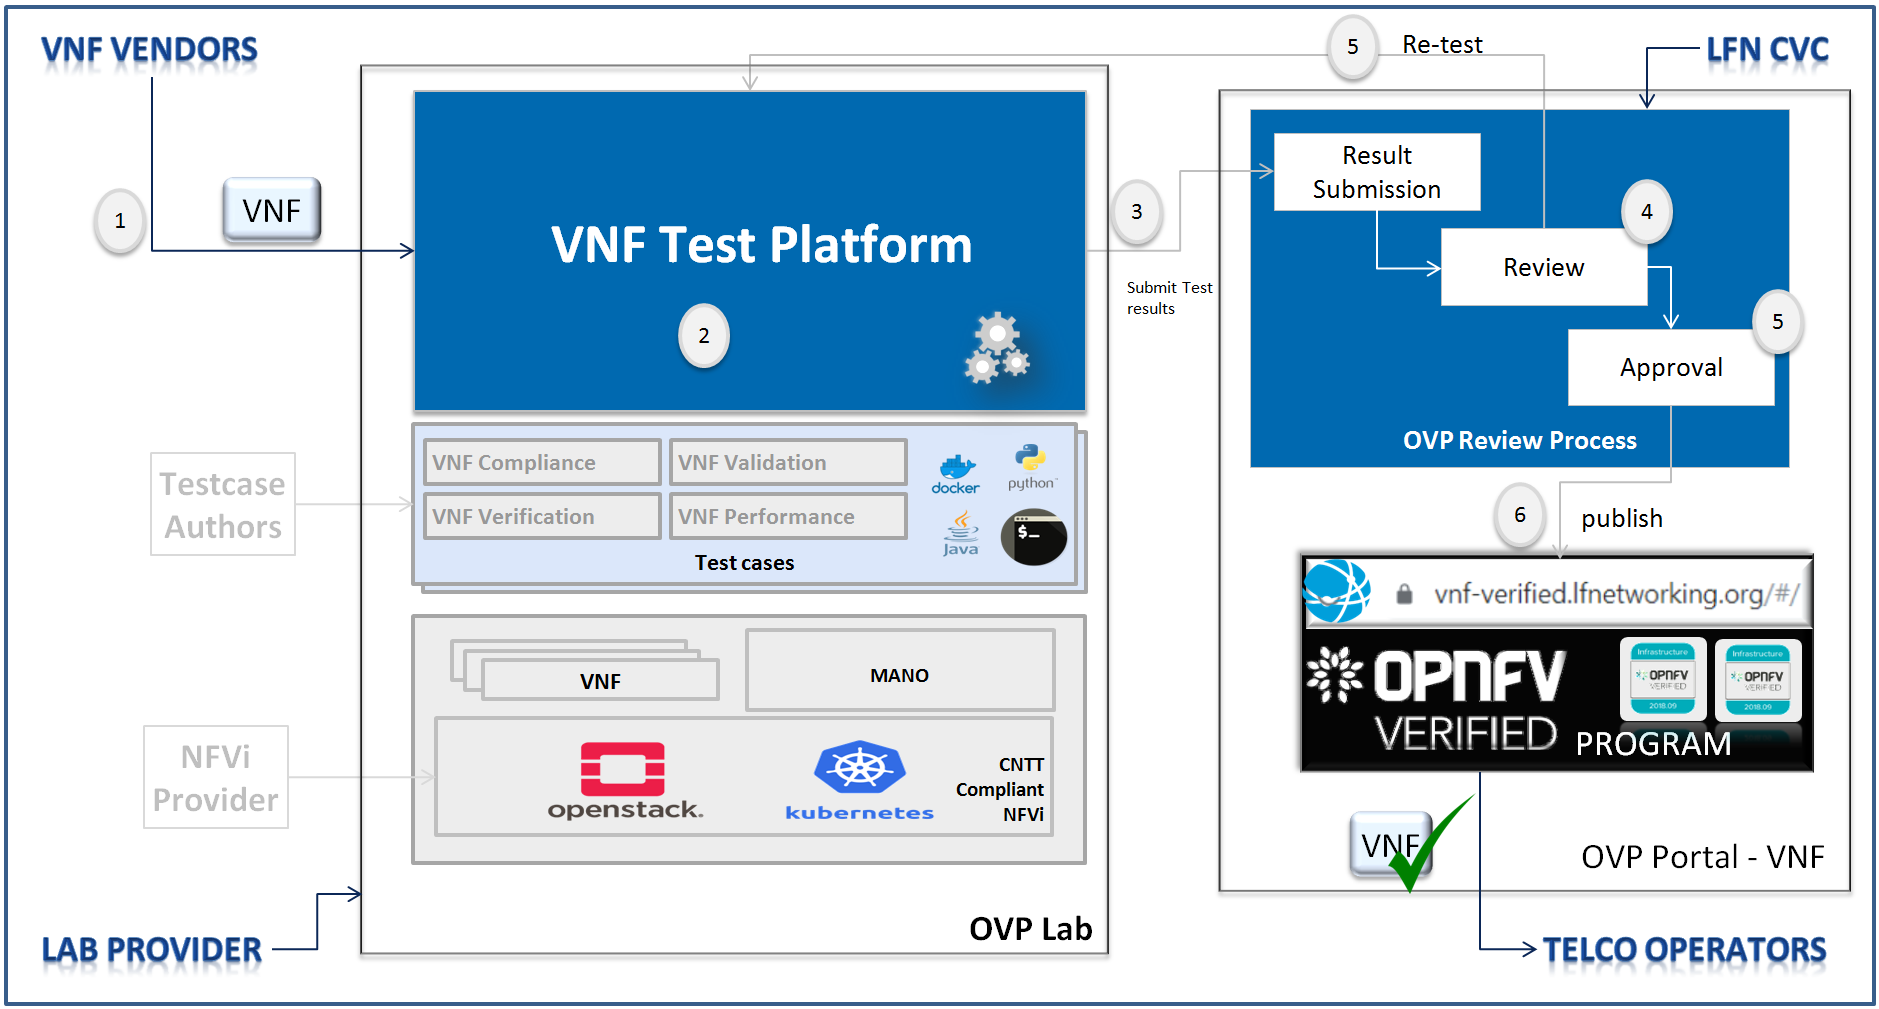 VNF VENDORS
5
Re-test
LFN CVC
1
VNF
VNF Test Platform
2
3
Submit Test
results
Result
Submission
4
Review
5
Approval
OVP Review Process
Testcase
Authors
VNF Compliance
VNF Validation
VNF Verification
VNF Performance
docker
python
Java
$_
Test cases
6
publish
vnf-verified.lfnetworking.org/#/
OPNFV
VERIFIED
PROGRAM
Infrastructure
OPNFV
VERIFIED
2018.09
Infrastructure
OPNFV
VERIFIED
2018.09
VNF
MANO
NFVi
Provider
openstack.
kubernetes
CNTT
Compliant
NFVi
VNF
OVP Portal - VNF
OVP Lab
LAB PROVIDER
TELCO OPERATORS